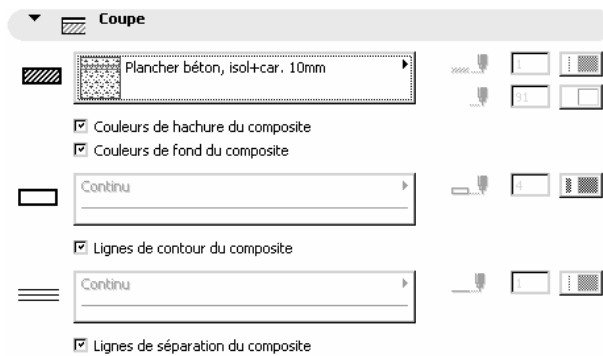 Coupe
Plancher béton, isol+car. 10mm
1
91
Couleurs de hachure du composite
Couleurs de fond du composite
Continu
4
Lignes de contour du composite
Continu
1
Lignes de séparation du composite